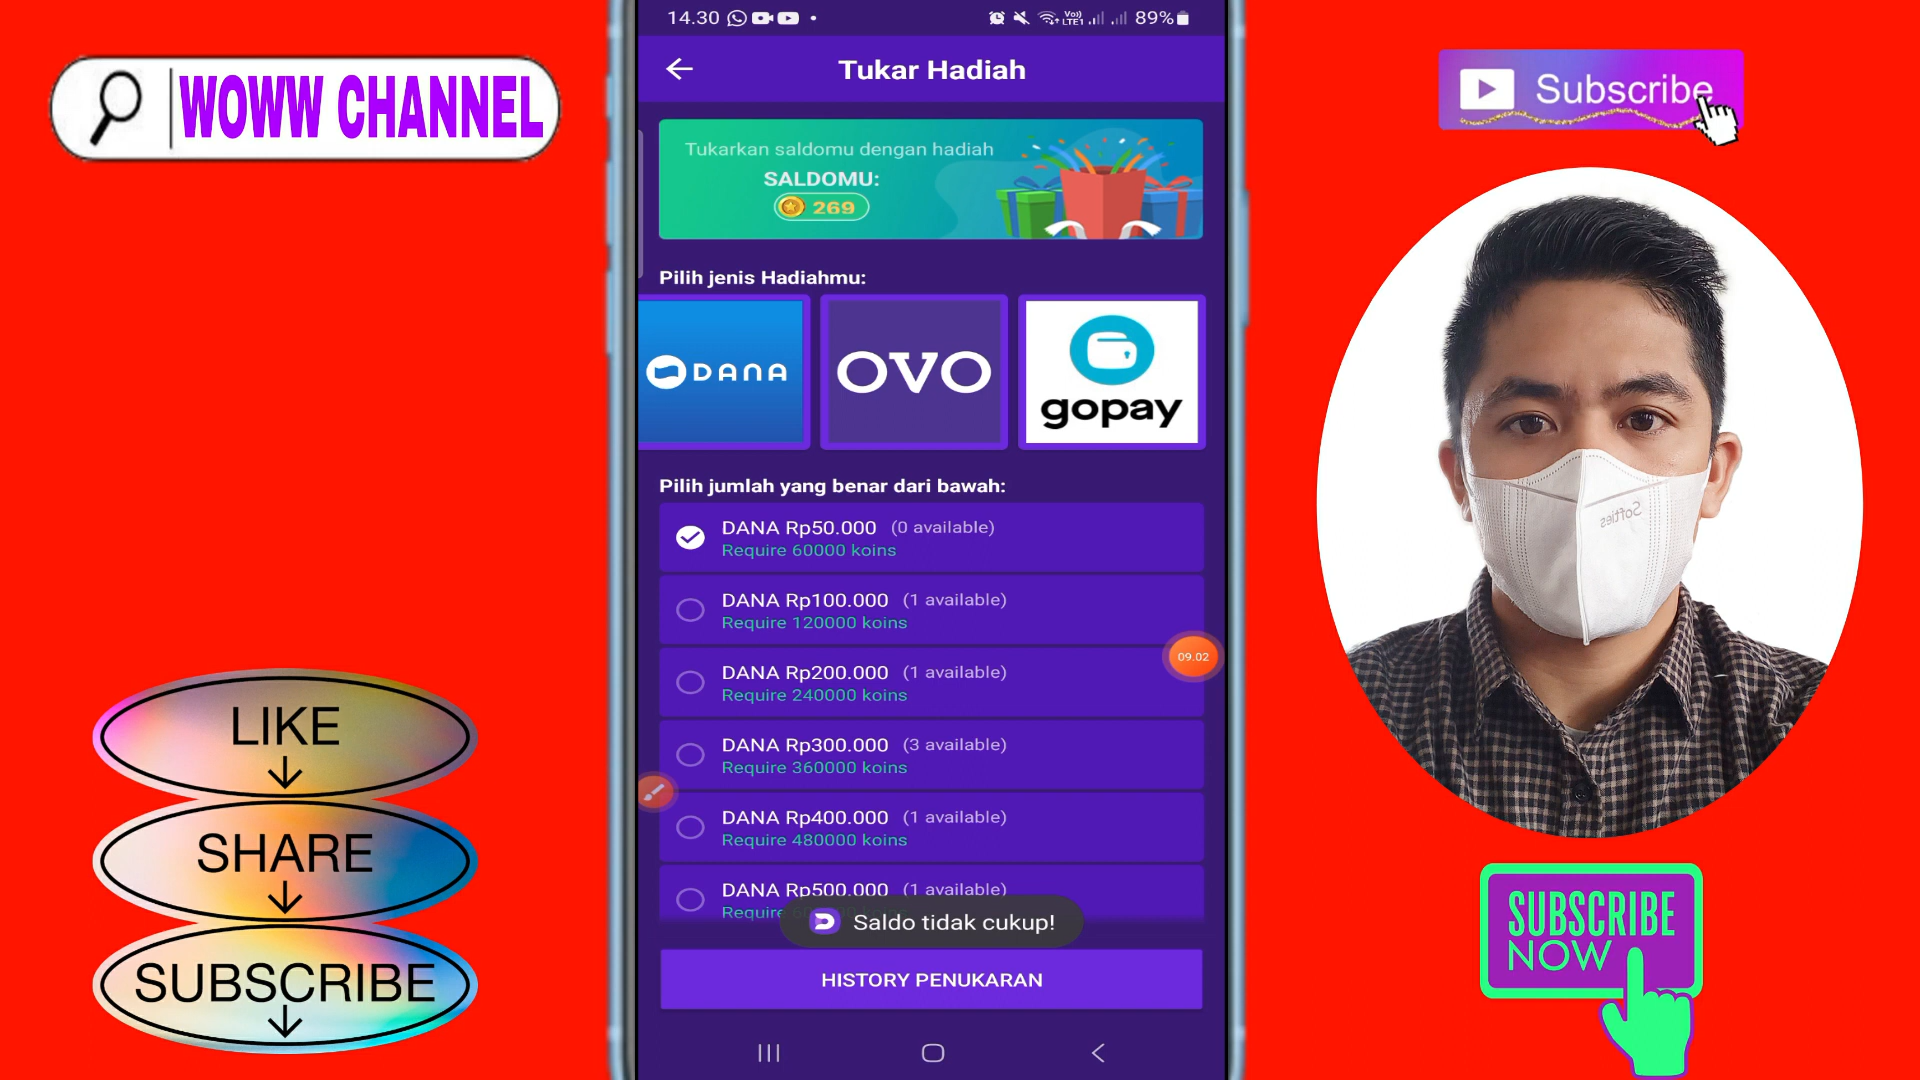 WOWW CHANNEL
14.30
Vo)) LTE1
89%
Tukar Hadiah
Tukarkan saldomu dengan hadiah
SALDOMU:
269
Pilih jenis Hadiahmu:
DANA
OVO
gopay
Pilih jumlah yang benar dari bawah:
DANA Rp50.000 (0 available)
Require 60000 koins
DANA Rp100.000 (1 available)
Require 120000 koins
DANA Rp200.000 (1 available)
Require 240000 koins
DANA Rp300.000 (3 available)
Require 360000 koins
DANA Rp400.000 (1 available)
Require 480000 koins
DANA Rp500.000 (1 available)
Require
Saldo tidak cukup!
HISTORY PENUKARAN
09.02
LIKE
SHARE
SUBSCRIBE
Subscribe
Softies
SUBSCRIBE
NOW